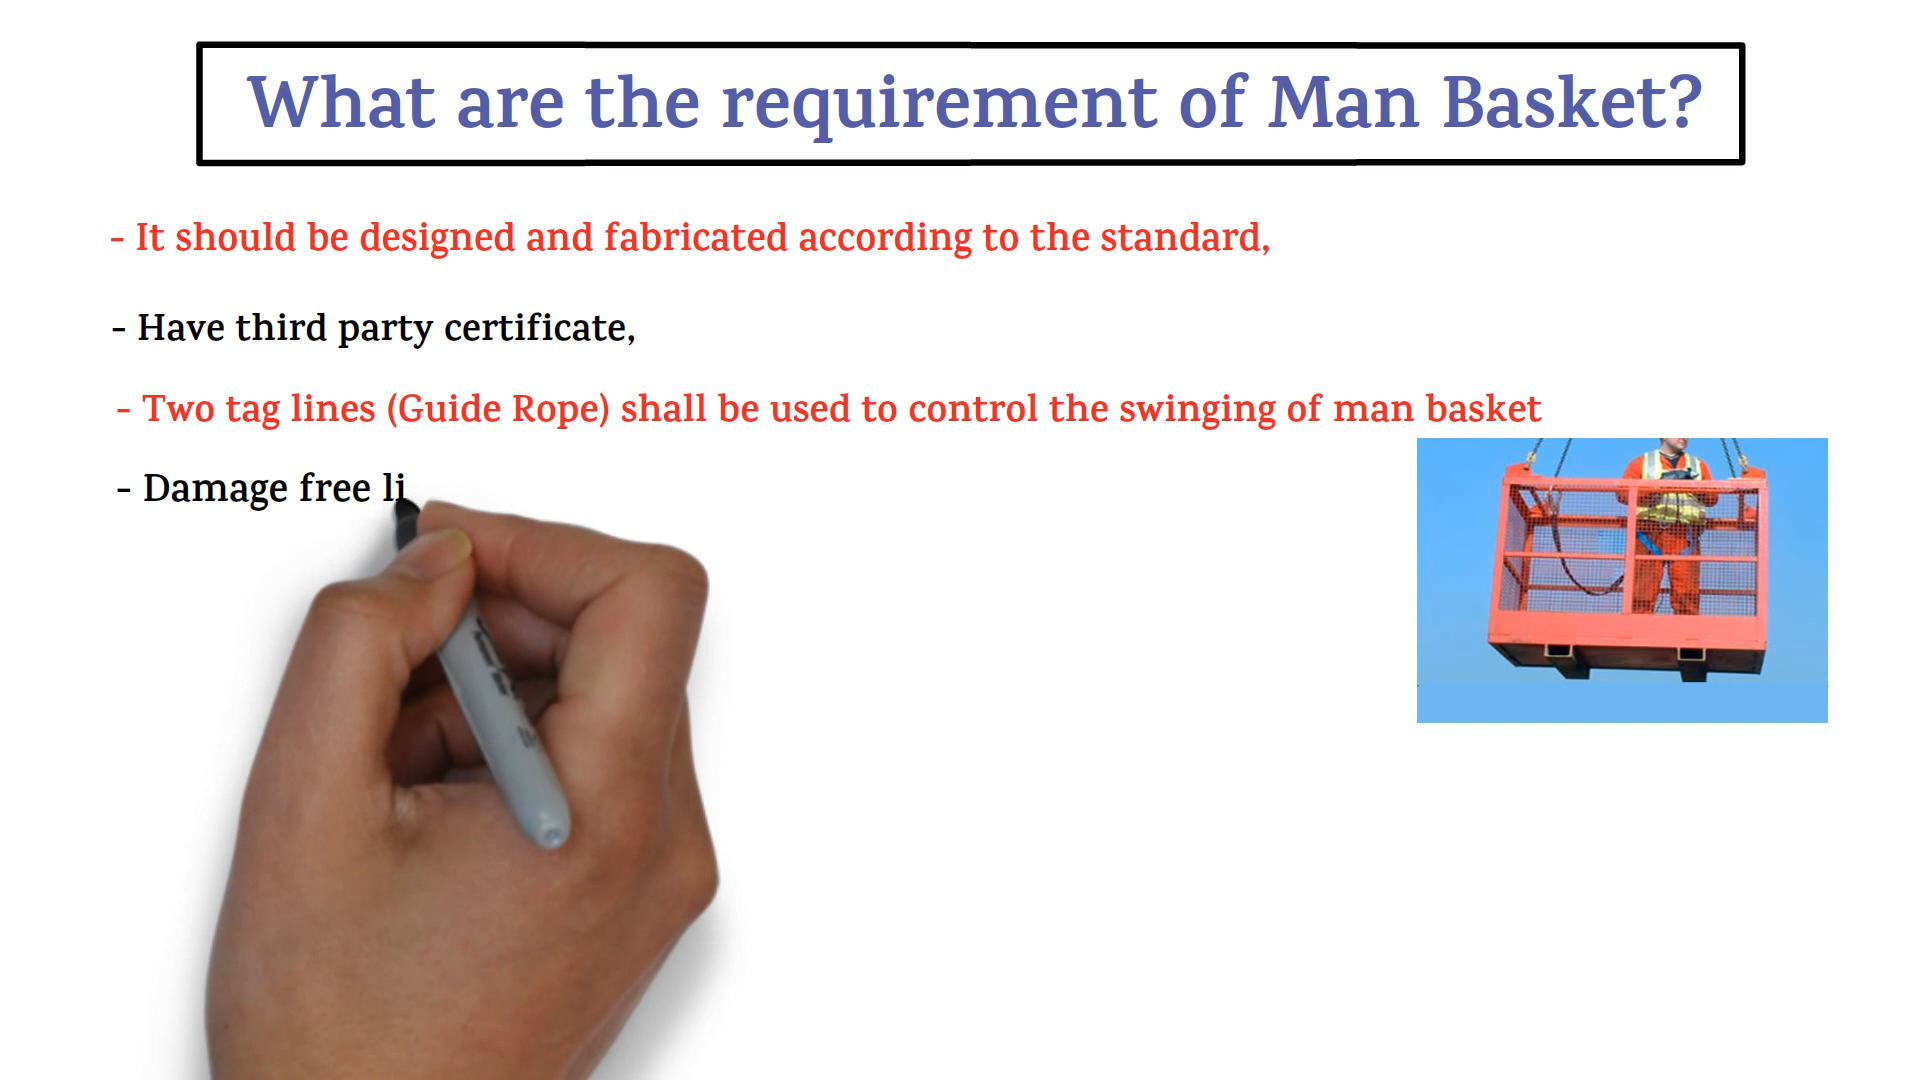 What are the requirement of Man Basket?
- It should be designed and fabricated according to the standard,
- Have third party certificate,
- Two tag lines (Guide Rope) shall be used to control the swinging of man basket
- Damage free li